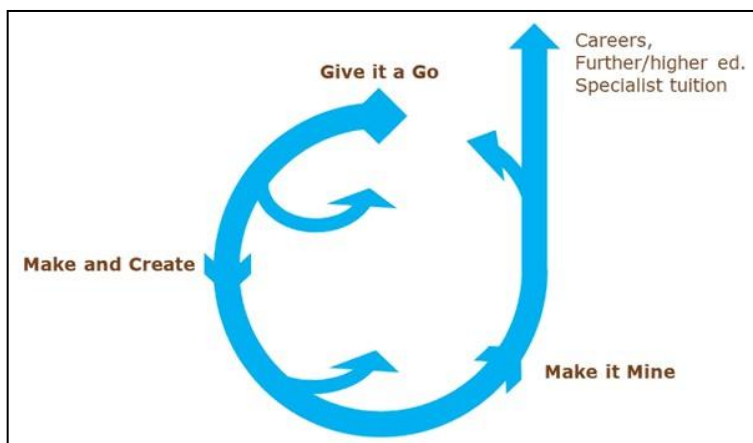 Careers,
Further/higher ed.
Specialist tuition
Give it a Go
Make and Create
Make it Mine